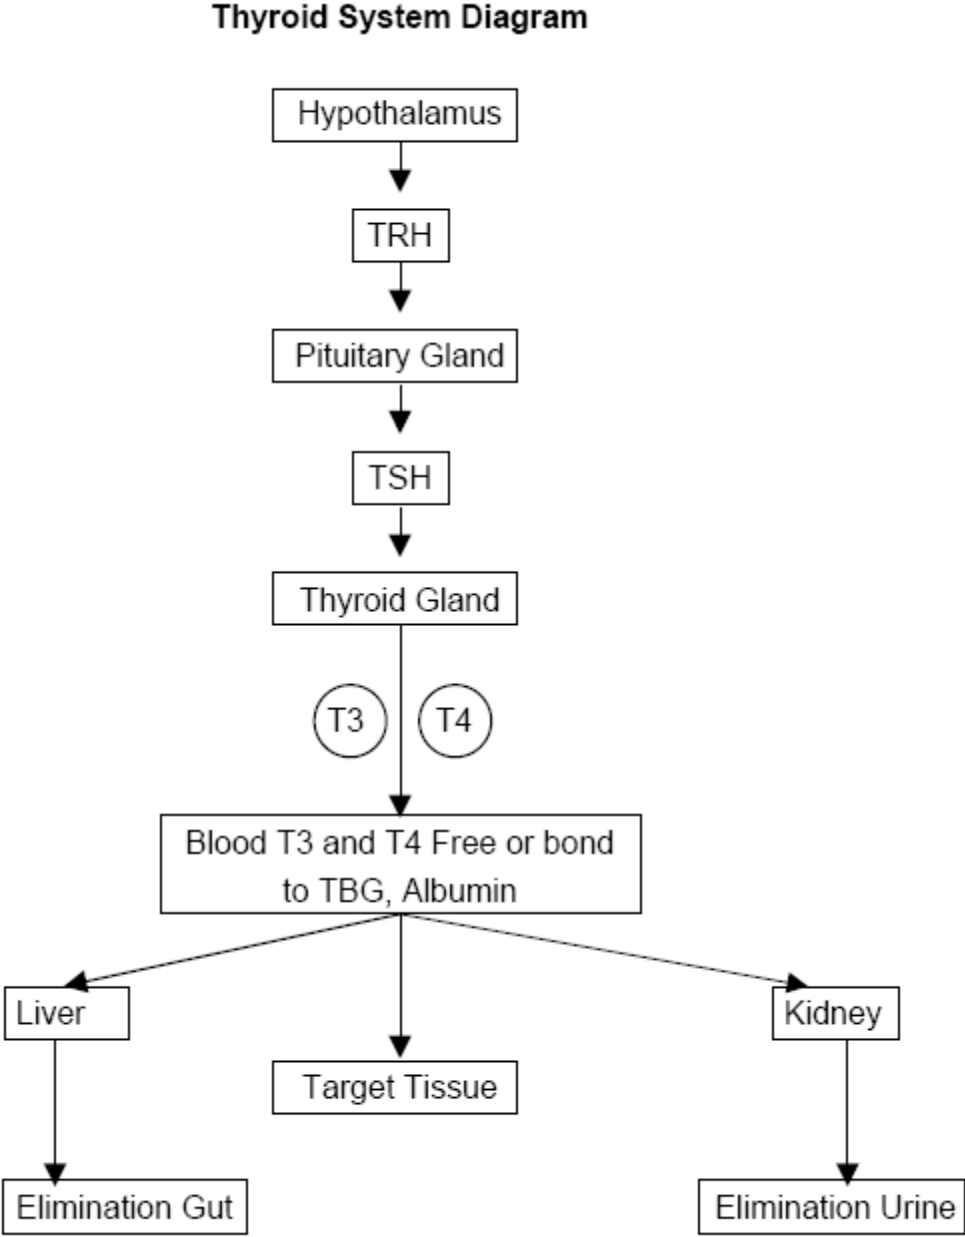 Thyroid System Diagram
Hypothalamus
TRH
Pituitary Gland
TSH
Thyroid Gland
T3
T4
Blood T3 and T4 Free or bond
to TBG, Albumin
Liver
Kidney
Target Tissue
Elimination Gut
Elimination Urine